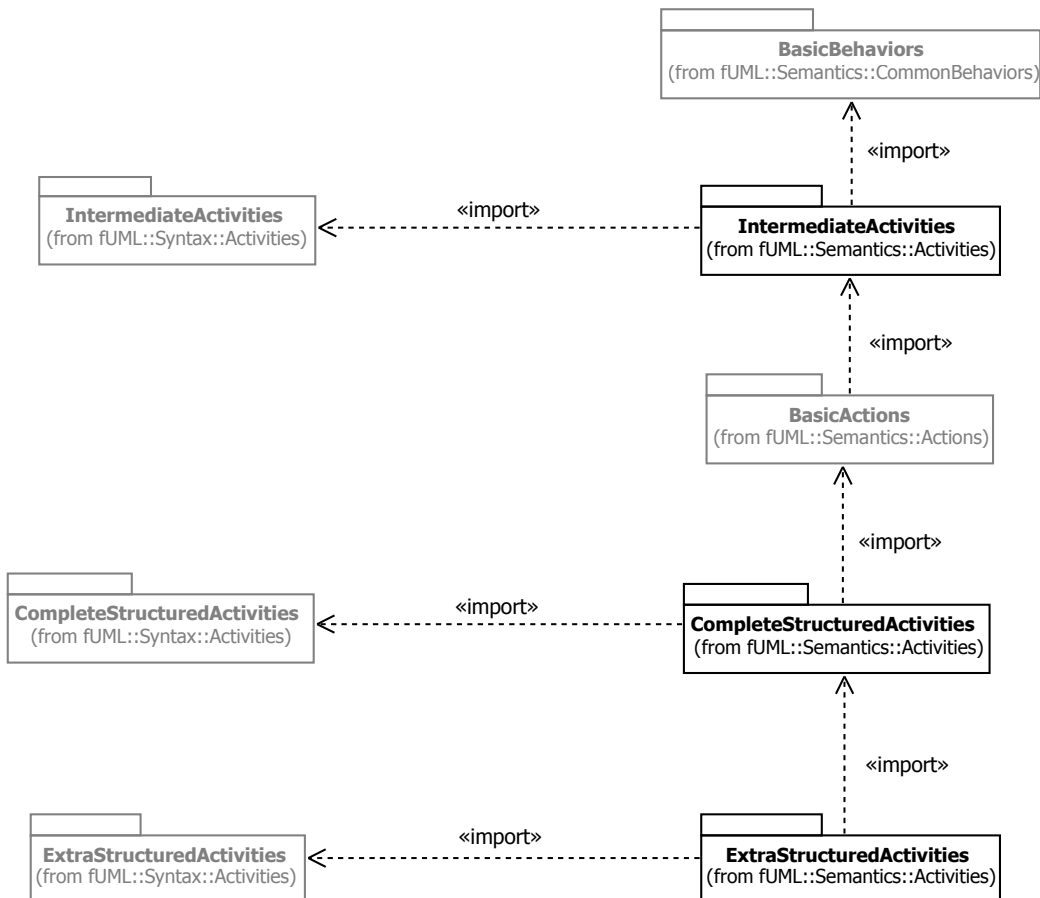 BasicBehaviors
(from fUML::Semantics::CommonBehaviors)
«import»
«import»
IntermediateActivities
(from fUML::Syntax::Activities)
IntermediateActivities
(from fUML::Semantics::Activities)
«import»
BasicActions
(from fUML::Semantics::Actions)
«import»
«import»
CompleteStructuredActivities
(from fUML::Syntax::Activities)
CompleteStructuredActivities
(from fUML::Semantics::Activities)
«import»
«import»
ExtraStructuredActivities
(from fUML::Syntax::Activities)
ExtraStructuredActivities
(from fUML::Semantics::Activities)